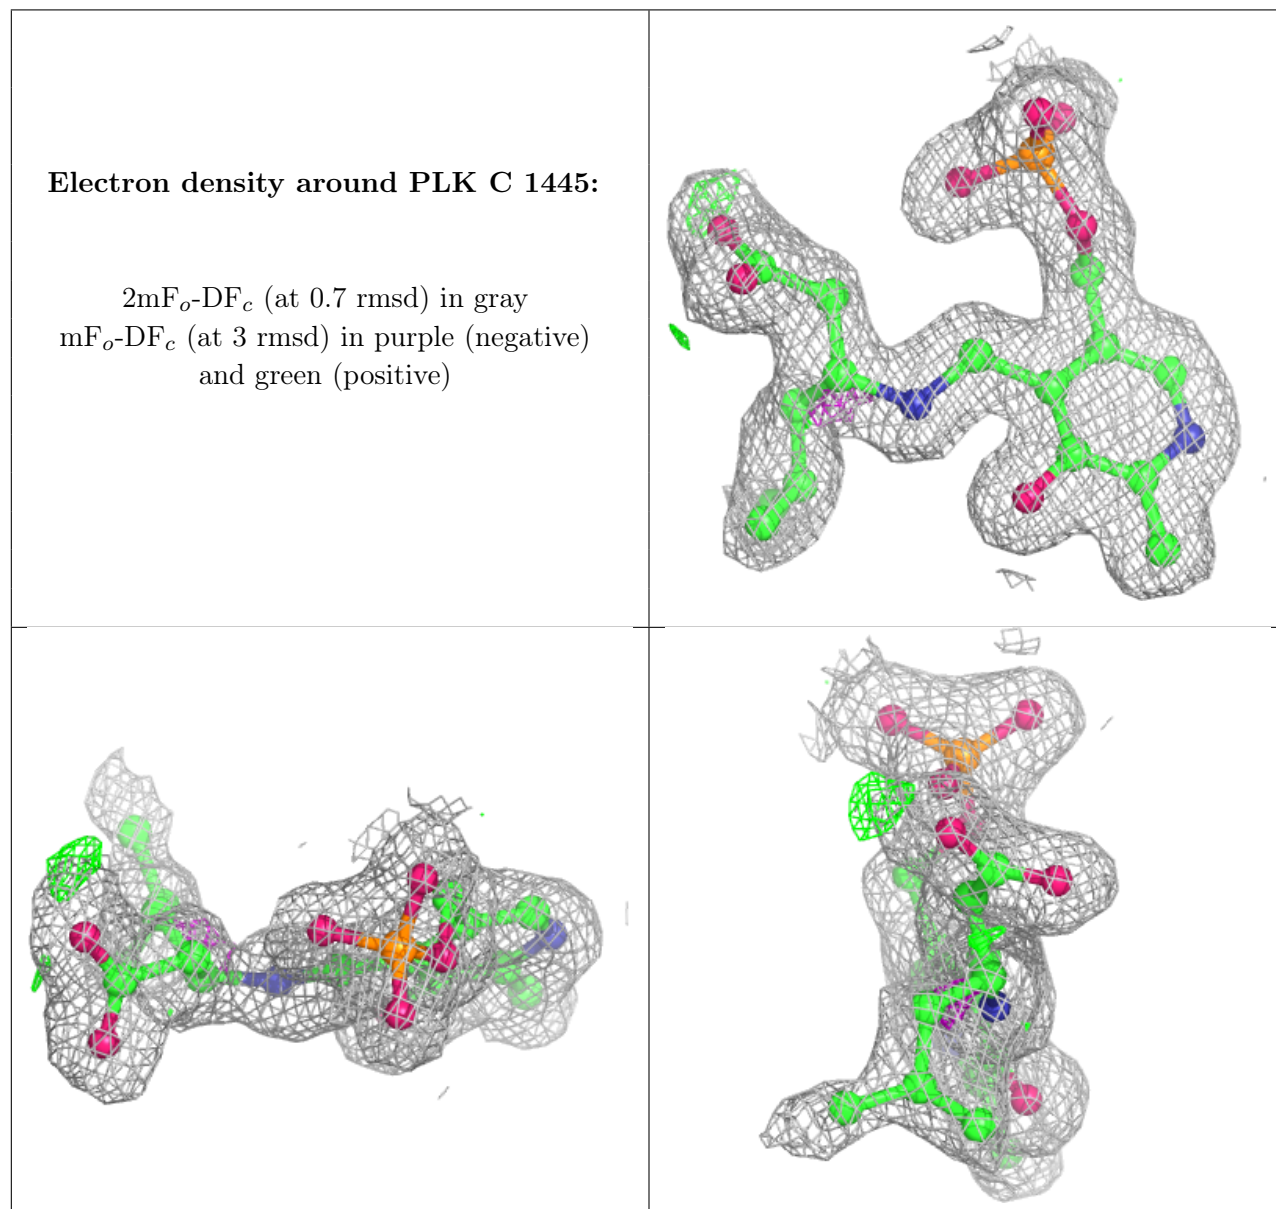 Electron density around PLK C 1445:
2mFo-DFc (at 0.7 rmsd) in gray
mFo-DFc (at 3 rmsd) in purple (negative)
and green (positive)